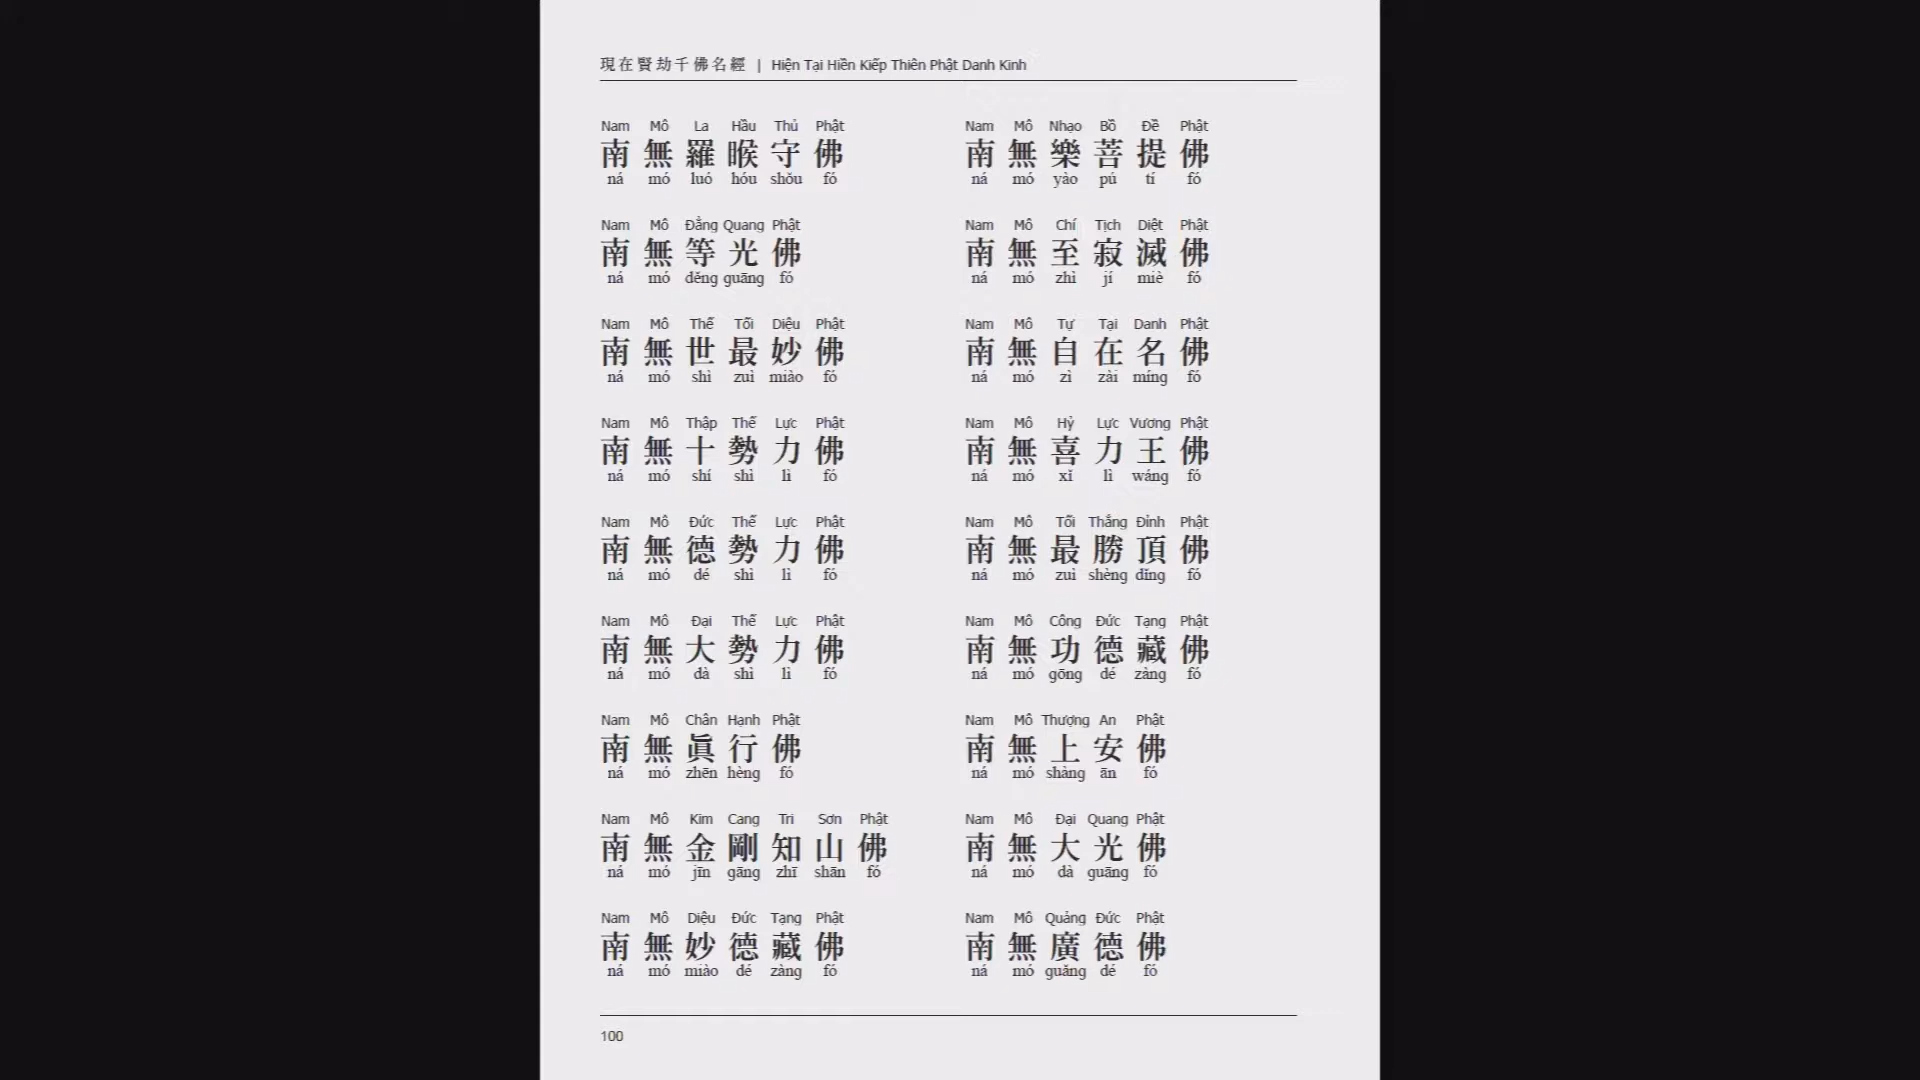 現在賢劫千佛名經 | Hiện Tại Hiền Kiếp Thiên Phật Danh Kinh
Nam Mô La Hầu Thủ Phật
南無羅睺守佛
ná mó luó hóu shǒu fó
Nam Mô Đẳng Quang Phật
南無等光佛
ná mó děng guāng fó
Nam Mô Thế Tối Diệu Phật
南無世最妙佛
ná mó shì zuì miào fó
Nam Mô Thập Thế Lực Phật
南無十勢力佛
ná mó shí shì lì fó
Nam Mô Đức Thế Lực Phật
南無德勢力佛
ná mó dé shì lì fó
Nam Mô Đại Thế Lực Phật
南無大勢力佛
ná mó dà shì lì fó
Nam Mô Chân Hạnh Phật
南無眞行佛
ná mó zhēn hèng fó
Nam Mô Kim Cang Tri Sơn Phật
南無金剛知山佛
ná mó jīn gāng zhī shān fó
Nam Mô Diệu Đức Tạng Phật
南無妙德藏佛
ná mó miào dé zàng fó
Nam Mô Nhạo Bồ Đề Phật
南無樂菩提佛
ná mó yào pú tí fó
Nam Mô Chí Tịch Diệt Phật
南無至寂滅佛
ná mó zhì jí miè fó
Nam Mô Tự Tại Danh Phật
南無自在名佛
ná mó zì zài míng fó
Nam Mô Hỷ Lực Vương Phật
南無喜力王佛
ná mó xǐ lì wáng fó
Nam Mô Tối Thắng Đỉnh Phật
南無最勝頂佛
ná mó zuì shèng dǐng fó
Nam Mô Công Đức Tạng Phật
南無功德藏佛
ná mó gōng dé zàng fó
Nam Mô Thượng An Phật
南無上安佛
ná mó shàng ān fó
Nam Mô Đại Quang Phật
南無大光佛
ná mó dà guāng fó
Nam Mô Quảng Đức Phật
南無廣德佛
ná mó guǎng dé fó
100